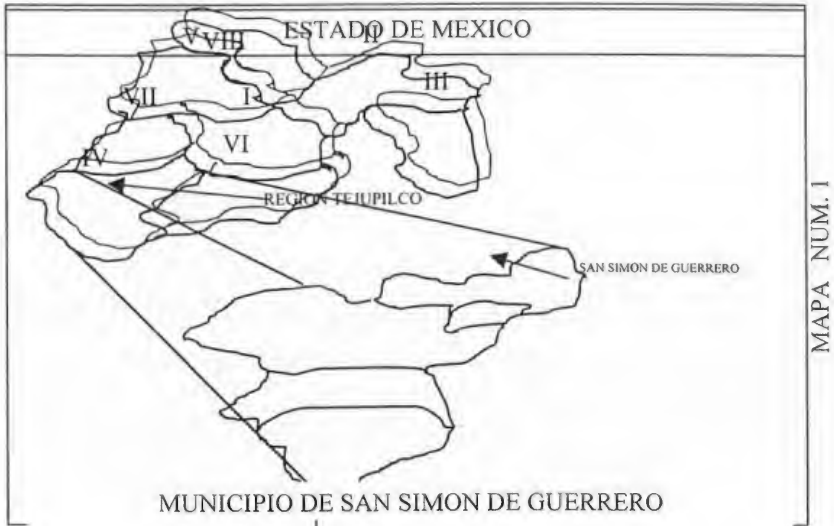 ESTADO DE MEXICO
V
VIII
II
III
VII
I
VI
IV
REGION TEJUPILCO
SAN SIMON DE GUERRERO
MUNICIPIO DE SAN SIMON DE GUERRERO
MAPA NUM. 1